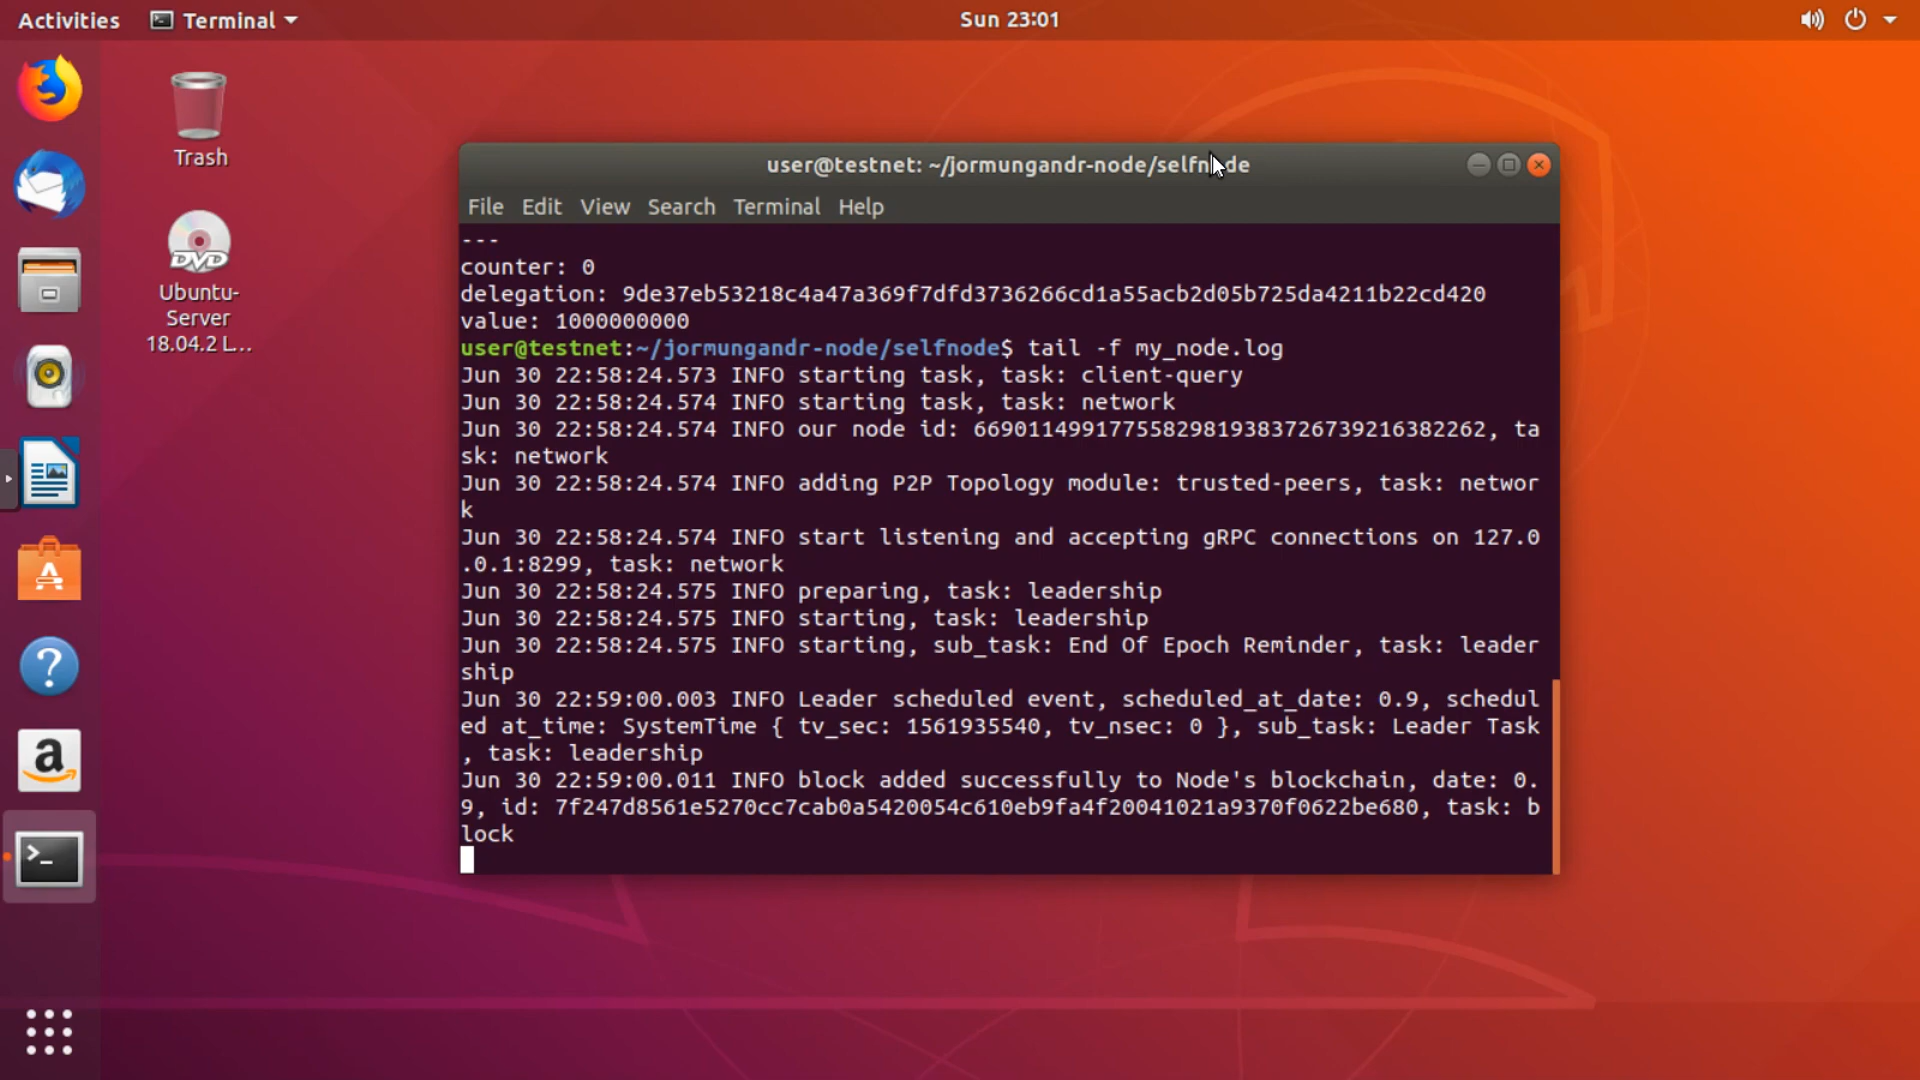 Activities Terminal Sun 23:01
Trash
DVD
Ubuntu-
Server
18.04.2 L...
user@testnet: ~/jormungandr-node/selfnode
File Edit View Search Terminal Help
---
counter: 0
delegation: 9de37eb53218c4a47a369f7dfd3736266cd1a55acb2d05b725da4211b22cd420
value: 1000000000
user@testnet:~/jormungandr-node/selfnode$ tail -f my_node.log
Jun 30 22:58:24.573 INFO starting task, task: client-query
Jun 30 22:58:24.574 INFO starting task, task: network
Jun 30 22:58:24.574 INFO our node id: 66901149917755829819383726739216382262, ta
sk: network
Jun 30 22:58:24.574 INFO adding P2P Topology module: trusted-peers, task: networ
k
Jun 30 22:58:24.574 INFO start listening and accepting gRPC connections on 127.0
.0.1:8299, task: network
Jun 30 22:58:24.575 INFO preparing, task: leadership
Jun 30 22:58:24.575 INFO starting, task: leadership
Jun 30 22:58:24.575 INFO starting, sub_task: End Of Epoch Reminder, task: leader
ship
Jun 30 22:59:00.003 INFO Leader scheduled event, scheduled_at_date: 0.9, schedul
ed at_time: SystemTime { tv_sec: 1561935540, tv_nsec: 0 }, sub_task: Leader Task
, task: leadership
Jun 30 22:59:00.011 INFO block added successfully to Node's blockchain, date: 0.
9, id: 7f247d8561e5270cc7cab0a5420054c610eb9fa4f20041021a9370f0622be680, task: b
lock